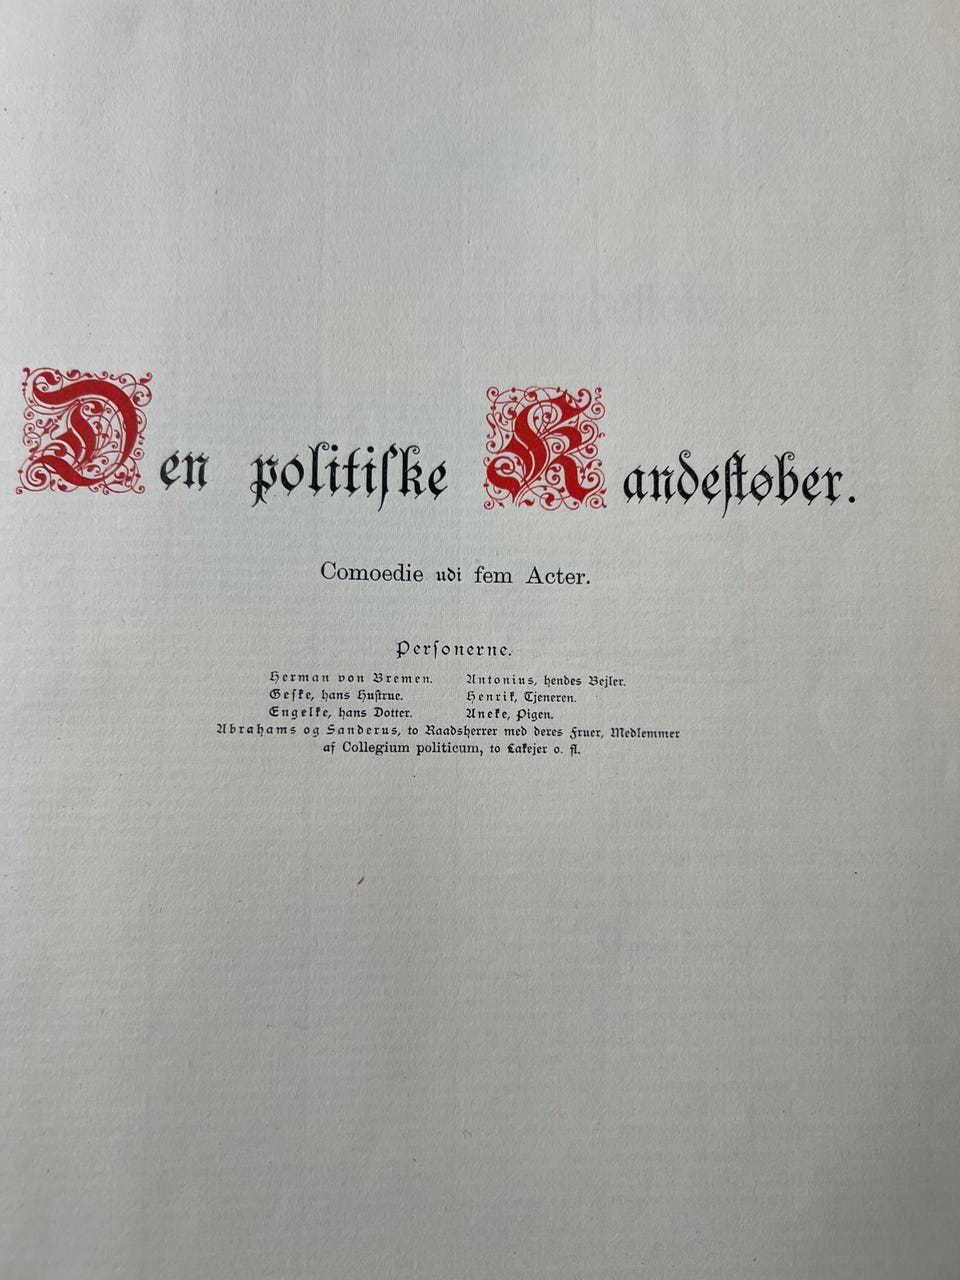 Den politiske Kandestøber.
Comoedie udi fem Acter.
Personerne.
Herman von Bremen. Antonius, hendes Bejler.
Geske, hans Hustrue. Henrik, Tjeneren.
Engelke, hans Dotter. Aneke, Pigen.
Abrahams og Sanderus, to Raadsherrer med deres Fruer, Medlemmer
af Collegium politicum, to Lakejer o. fl.